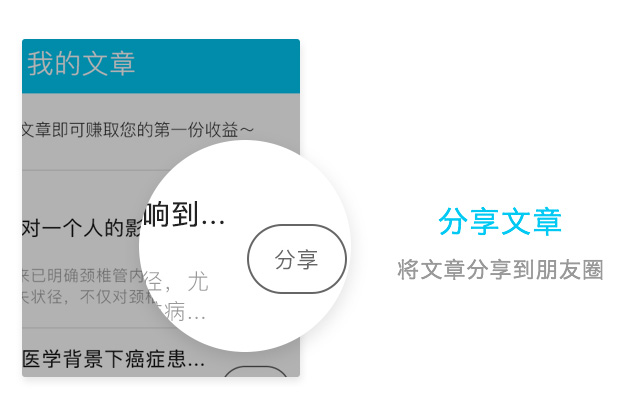 我的文章
文章即可赚取您的第一份收益～
响到...
对一个人的影
分享
来已明确颈椎管内
径，尤
状径，不仅对颈椎
病...
医学背景下癌症患...
分享文章
将文章分享到朋友圈